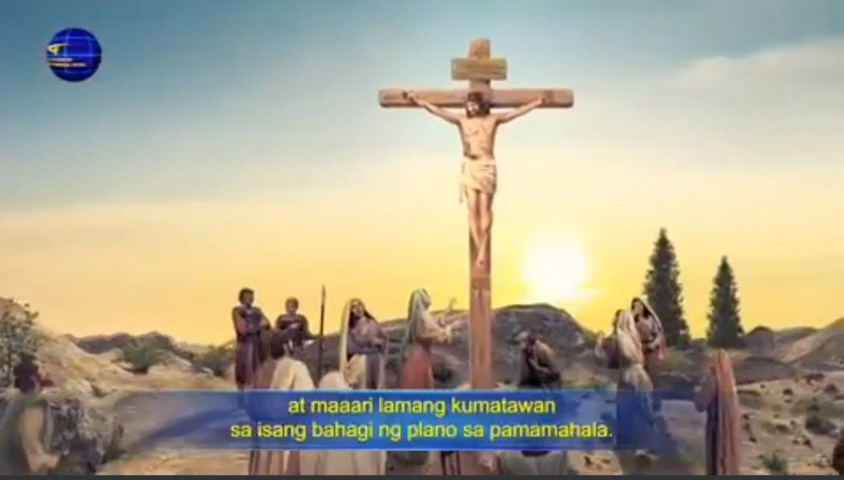 at maaari lamang kumatawan
sa isang bahagi ng plano sa pamamahala.